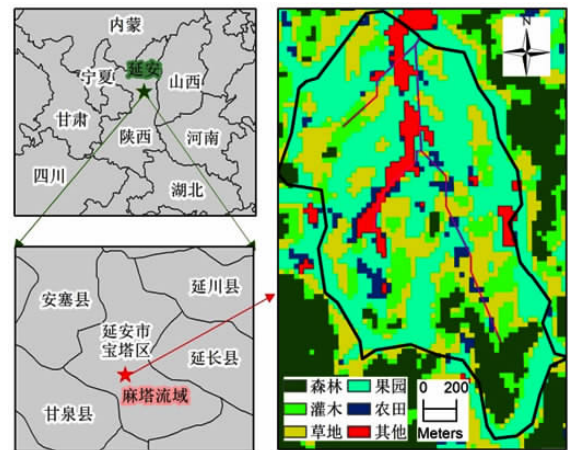 内蒙
延安
宁夏
山西
甘肃
陕西
河南
四川
湖北
安塞县
延川县
延安市
宝塔区
延长县
麻塔流域
甘泉县
N
森林 果园 0 200
灌木 农田
草地 其他 Meters